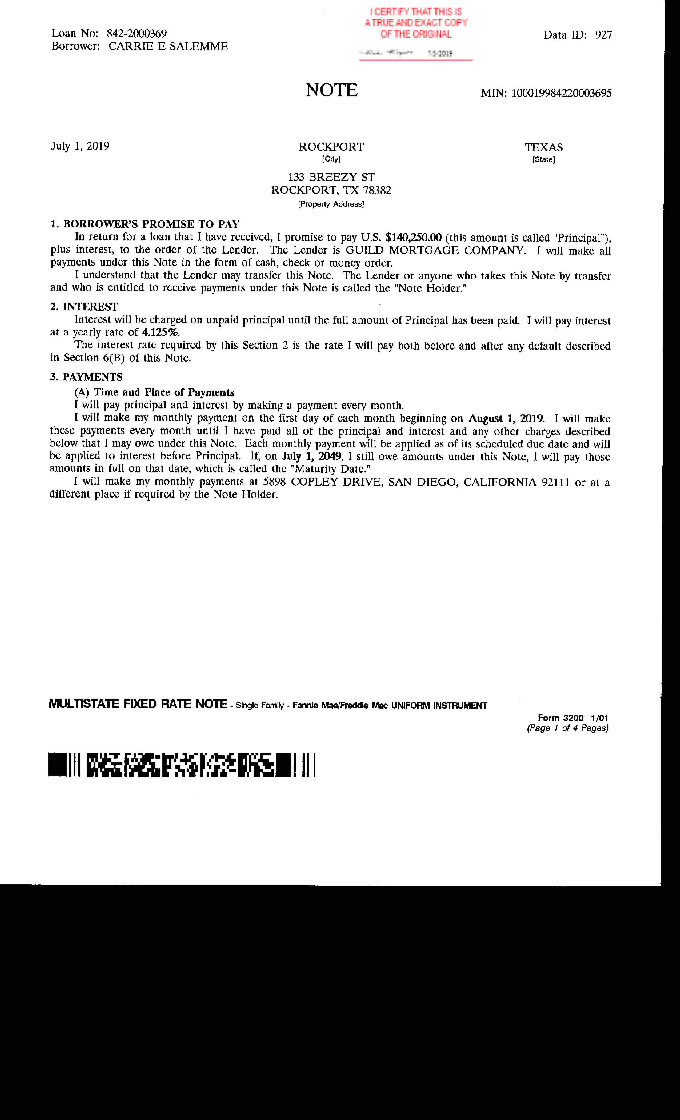 I CERTIFY THAT THIS IS
A TRUE AND EXACT COPY
OF THE ORIGINAL
Loan No: 842-2000369
Data ID: 927
Borrower: CARRIE E SALEMME
NOTE
MIN: 100019984220003695
July 1, 2019
ROCKPORT
TEXAS
[City]
[State]
133 BREEZY ST
ROCKPORT, TX 78382
[Property Address]
1. BORROWER'S PROMISE TO PAY
In return for a loan that I have received, I promise to pay U.S. $140,250.00 (this amount is called "Principal"),
plus interest, to the order of the Lender. The Lender is GUILD MORTGAGE COMPANY. I will make all
payments under this Note in the form of cash, check or money order.
I understand that the Lender may transfer this Note. The Lender or anyone who takes this Note by transfer
and who is entitled to receive payments under this Note is called the "Note Holder."
2. INTEREST
Interest will be charged on unpaid principal until the full amount of Principal has been paid. I will pay interest
at a yearly rate of 4.125%.
The interest rate required by this Section 2 is the rate I will pay both before and after any default described
in Section 6(B) of this Note.
3. PAYMENTS
(A) Time and Place of Payments
I will pay principal and interest by making a payment every month.
I will make my monthly payment on the first day of each month beginning on August 1, 2019. I will make
these payments every month until I have paid all of the principal and interest and any other charges described
below that I may owe under this Note. Each monthly payment will be applied as of its scheduled due date and will
be applied to interest before Principal. If, on July 1, 2049, I still owe amounts under this Note, I will pay those
amounts in full on that date, which is called the "Maturity Date."
I will make my monthly payments at 5898 COPLEY DRIVE, SAN DIEGO, CALIFORNIA 92111 or at a
different place if required by the Note Holder.
MULTISTATE FIXED RATE NOTE - Single Family - Fannie Mae/Freddie Mac UNIFORM INSTRUMENT
Form 3200 1/01
(Page 1 of 4 Pages)